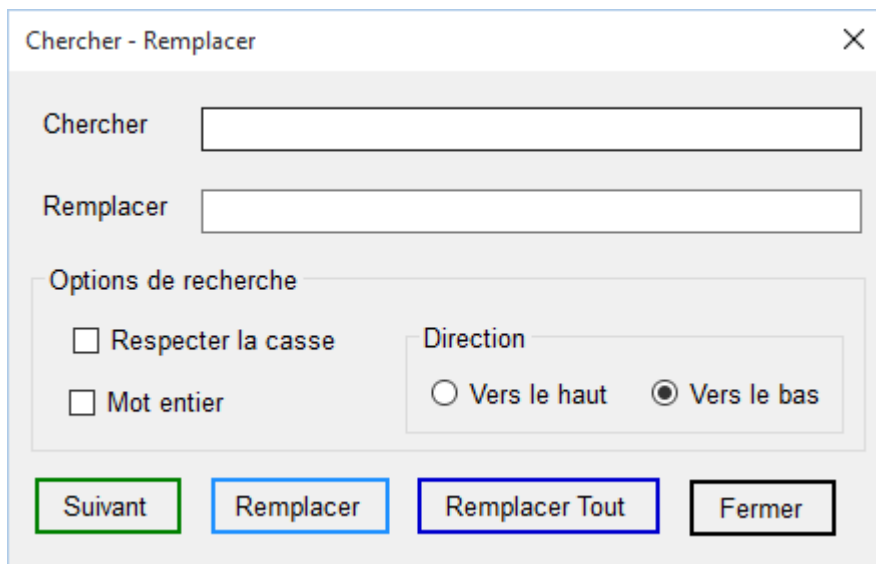 Chercher - Remplacer
Chercher
Remplacer
Options de recherche
Respecter la casse
Mot entier
Direction
Vers le haut
Vers le bas
Suivant
Remplacer
Remplacer Tout
Fermer